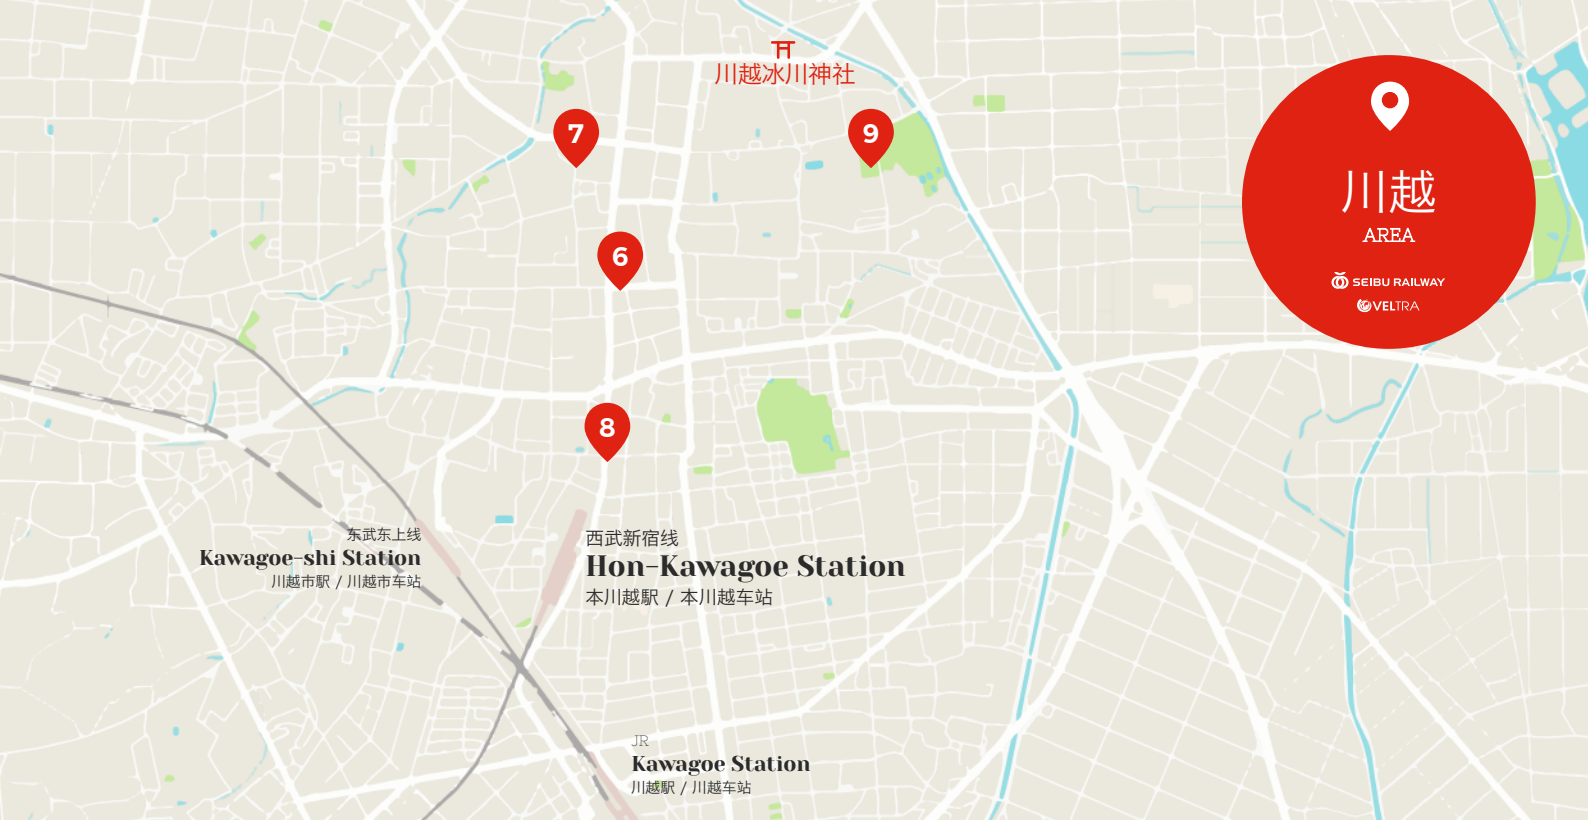 川越冰川神社
7
9
川越
AREA
SEIBU RAILWAY
VELTRA
6
8
东武东上线
Kawagoe-shi Station
川越市駅 / 川越市车站
西武新宿线
Hon-Kawagoe Station
本川越駅 / 本川越车站
JR
Kawagoe Station
川越駅 / 川越车站